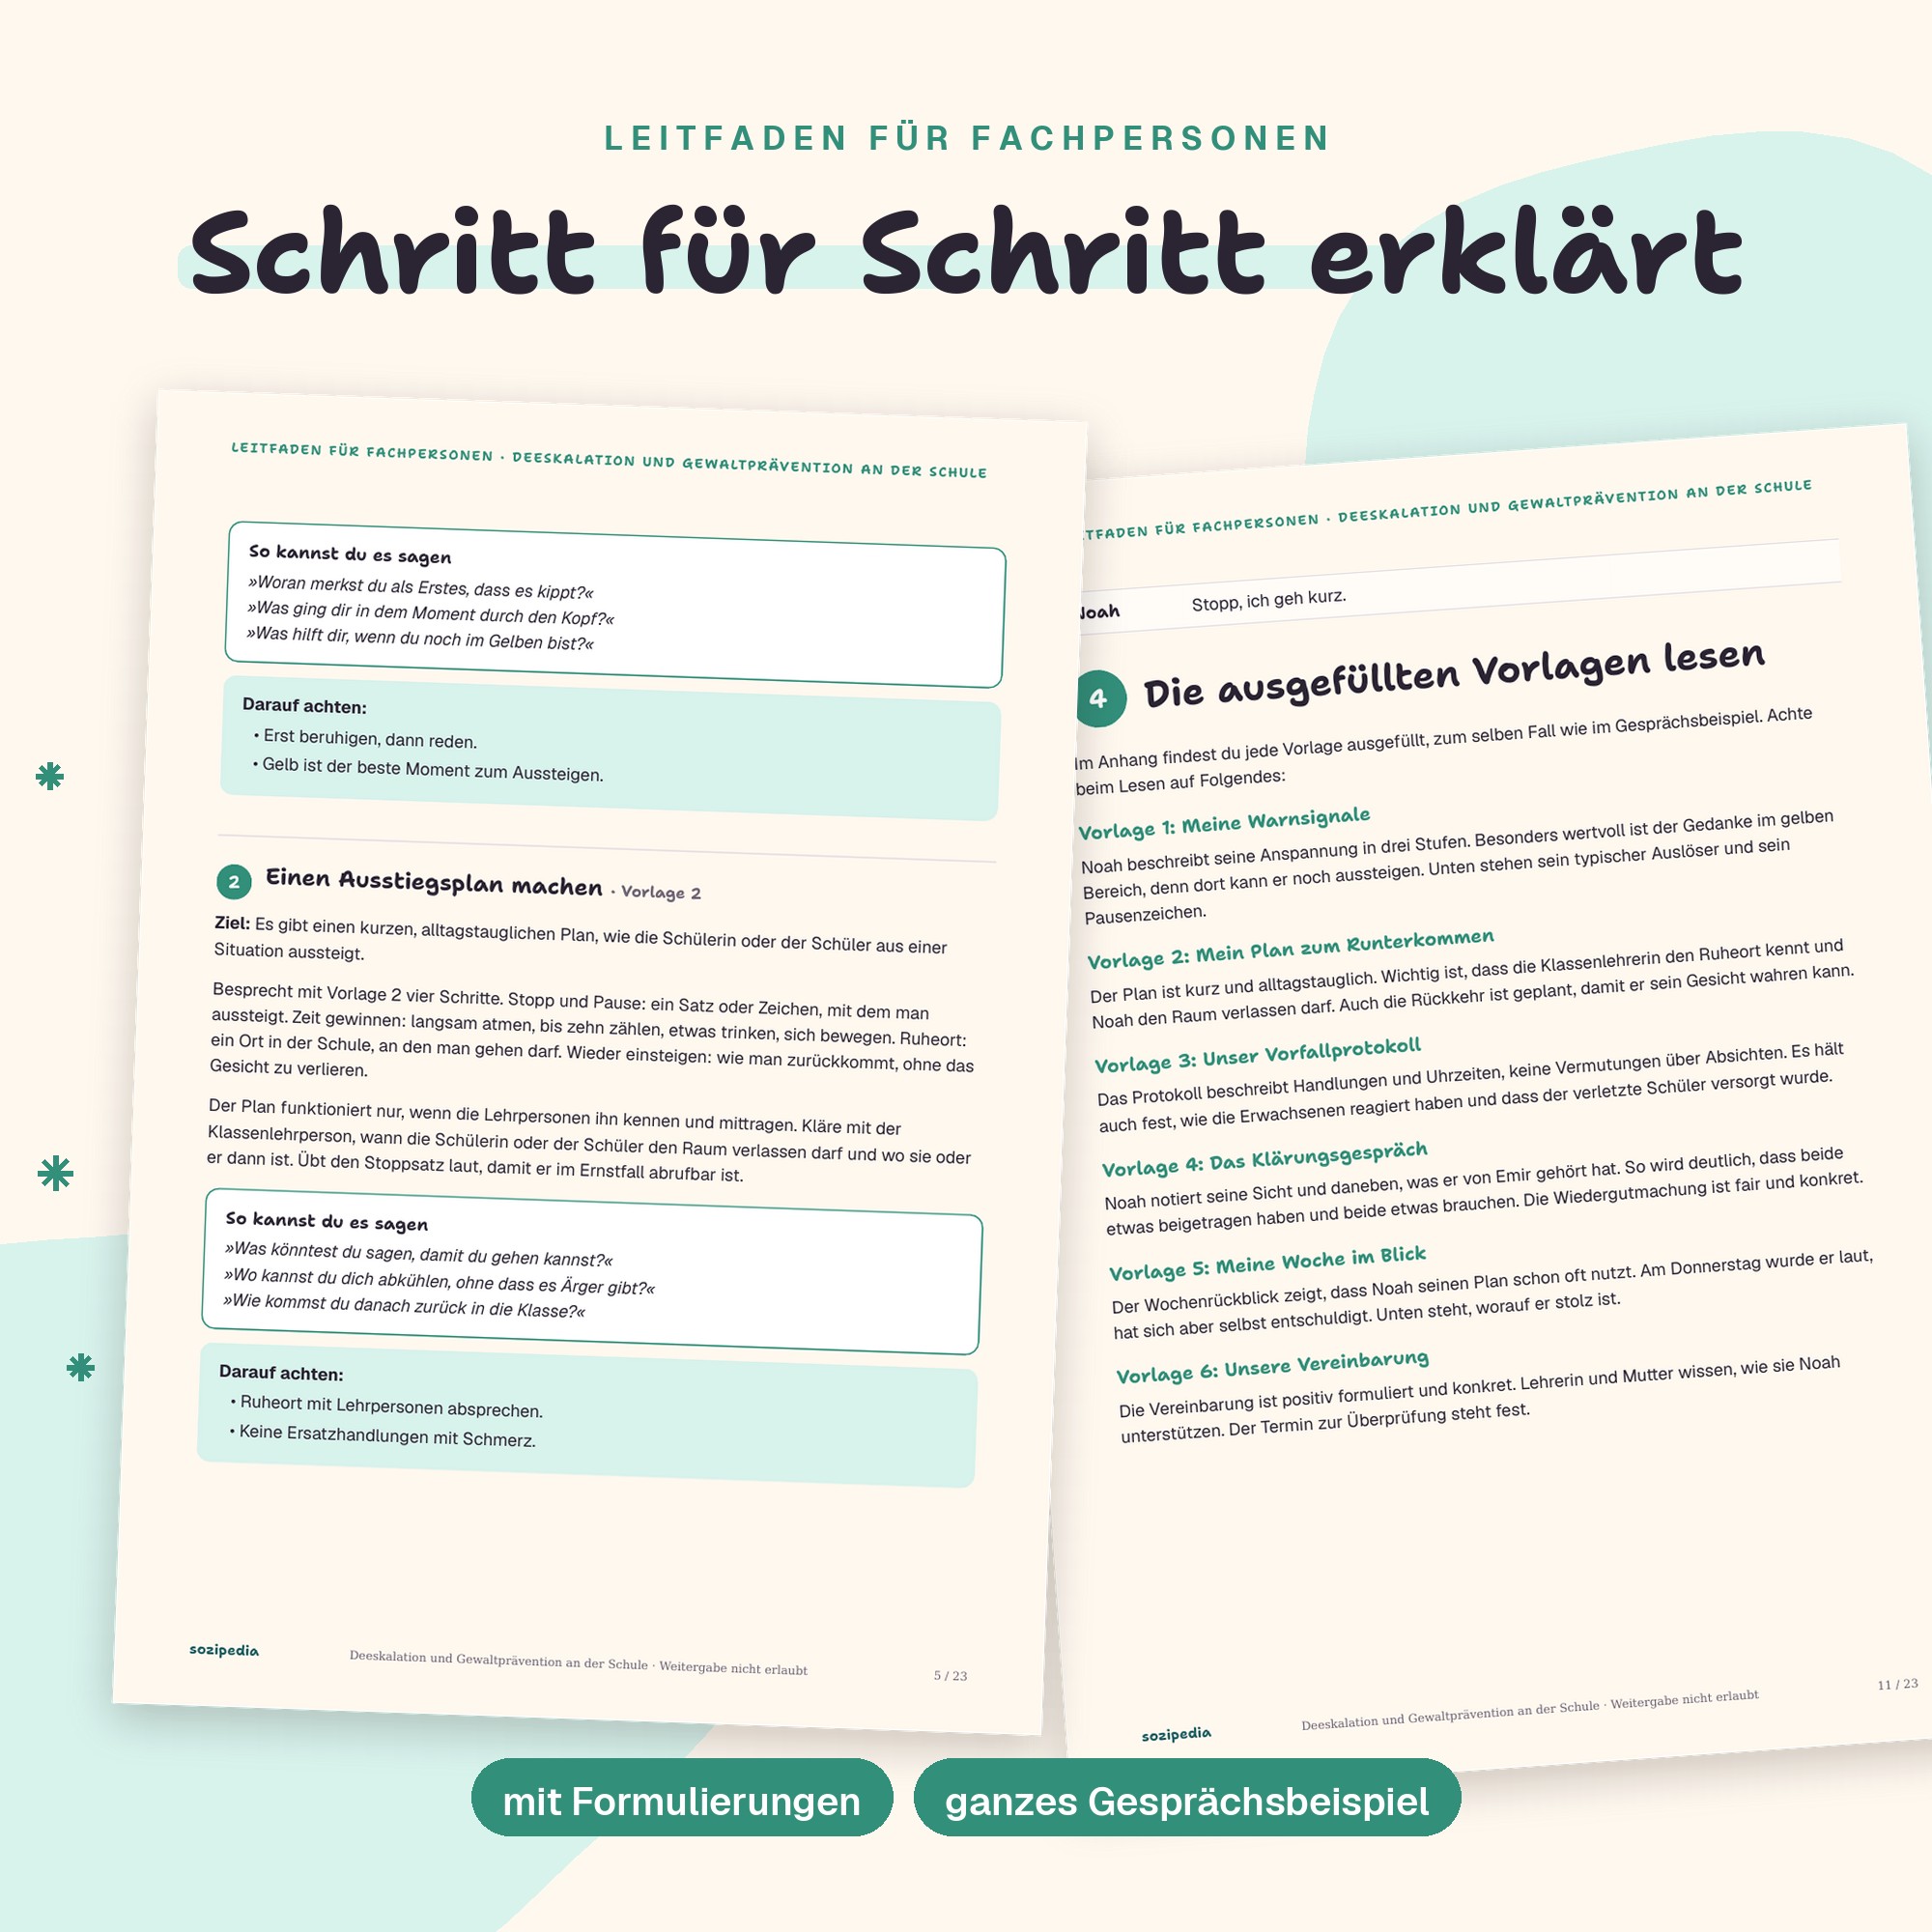 LEITFADEN FÜR FACHPERSONEN
Schritt für Schritt erklärt
LEITFADEN FÜR FACHPERSONEN · DEESKALATION UND GEWALTPRÄVENTION AN DER SCHULE
So kannst du es sagen
»Woran merkst du als Erstes, dass es kippt?«
»Was ging dir in dem Moment durch den Kopf?«
»Was hilft dir, wenn du noch im Gelben bist?«
Darauf achten:
• Erst beruhigen, dann reden.
• Gelb ist der beste Moment zum Aussteigen.
2 Einen Ausstiegsplan machen · Vorlage 2
Ziel: Es gibt einen kurzen, alltagstauglichen Plan, wie die Schülerin oder der Schüler aus einer
Situation aussteigt.
Besprecht mit Vorlage 2 vier Schritte. Stopp und Pause: ein Satz oder Zeichen, mit dem man
aussteigt. Zeit gewinnen: langsam atmen, bis zehn zählen, etwas trinken, sich bewegen. Ruheort:
ein Ort in der Schule, an den man gehen darf. Wieder einsteigen: wie man zurückkommt, ohne das
Gesicht zu verlieren.
Der Plan funktioniert nur, wenn die Lehrpersonen ihn kennen und mittragen. Kläre mit der
Klassenlehrperson, wann die Schülerin oder der Schüler den Raum verlassen darf und wo sie oder
er dann ist. Übt den Stoppsatz laut, damit er im Ernstfall abrufbar ist.
So kannst du es sagen
»Was könntest du sagen, damit du gehen kannst?«
»Wo kannst du dich abkühlen, ohne dass es Ärger gibt?«
»Wie kommst du danach zurück in die Klasse?«
Darauf achten:
• Ruheort mit Lehrpersonen absprechen.
• Keine Ersatzhandlungen mit Schmerz.
sozipedia
Deeskalation und Gewaltprävention an der Schule · Weitergabe nicht erlaubt
5 / 23
TFADEN FÜR FACHPERSONEN · DEESKALATION UND GEWALTPRÄVENTION AN DER SCHULE
Noah Stopp, ich geh kurz.
4 Die ausgefüllten Vorlagen lesen
Im Anhang findest du jede Vorlage ausgefüllt, zum selben Fall wie im Gesprächsbeispiel. Achte
beim Lesen auf Folgendes:
Vorlage 1: Meine Warnsignale
Noah beschreibt seine Anspannung in drei Stufen. Besonders wertvoll ist der Gedanke im gelben
Bereich, denn dort kann er noch aussteigen. Unten stehen sein typischer Auslöser und sein
Pausenzeichen.
Vorlage 2: Mein Plan zum Runterkommen
Der Plan ist kurz und alltagstauglich. Wichtig ist, dass die Klassenlehrerin den Ruheort kennt und
Noah den Raum verlassen darf. Auch die Rückkehr ist geplant, damit er sein Gesicht wahren kann.
Vorlage 3: Unser Vorfallprotokoll
Das Protokoll beschreibt Handlungen und Uhrzeiten, keine Vermutungen über Absichten. Es hält
auch fest, wie die Erwachsenen reagiert haben und dass der verletzte Schüler versorgt wurde.
Vorlage 4: Das Klärungsgespräch
Noah notiert seine Sicht und daneben, was er von Emir gehört hat. So wird deutlich, dass beide
etwas beigetragen haben und beide etwas brauchen. Die Wiedergutmachung ist fair und konkret.
Vorlage 5: Meine Woche im Blick
Der Wochenrückblick zeigt, dass Noah seinen Plan schon oft nutzt. Am Donnerstag wurde er laut,
hat sich aber selbst entschuldigt. Unten steht, worauf er stolz ist.
Vorlage 6: Unsere Vereinbarung
Die Vereinbarung ist positiv formuliert und konkret. Lehrerin und Mutter wissen, wie sie Noah
unterstützen. Der Termin zur Überprüfung steht fest.
sozipedia
Deeskalation und Gewaltprävention an der Schule · Weitergabe nicht erlaubt
11 / 23
mit Formulierungen
ganzes Gesprächsbeispiel